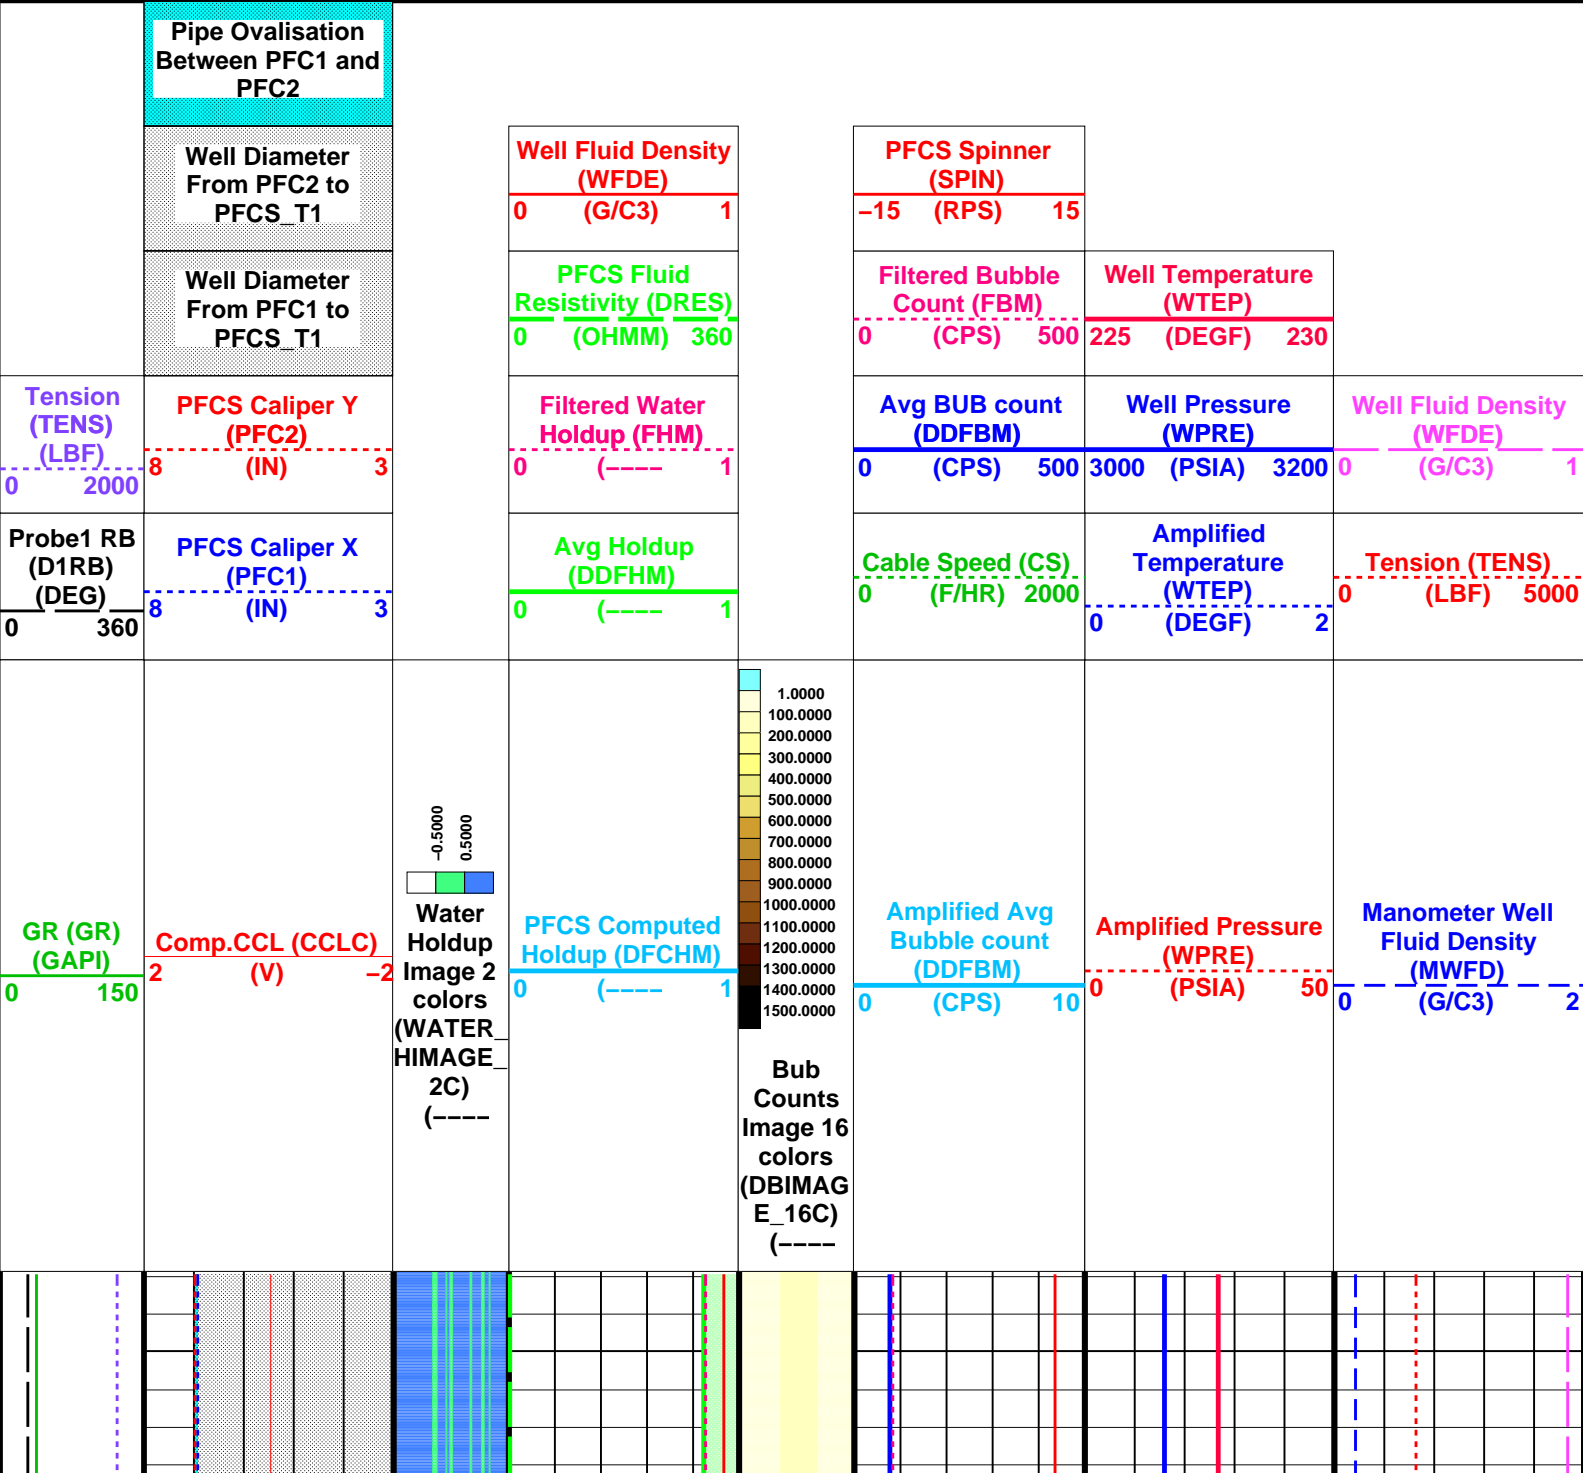 Pipe Ovalisation
Between PFC1 and
PFC2
Well Diameter
From PFC2 to
PFCS_T1
Well Fluid Density
(WFDE)
0 (G/C3) 1
PFCS Spinner
(SPIN)
−15 (RPS) 15
Well Diameter
From PFC1 to
PFCS_T1
PFCS Fluid
Resistivity (DRES)
0 (OHMM) 360
Filtered Bubble
Count (FBM)
0 (CPS) 500
Well Temperature
(WTEP)
225 (DEGF) 230
Tension
(TENS)
(LBF)
0 2000
PFCS Caliper Y
(PFC2)
8 (IN) 3
Filtered Water
Holdup (FHM)
0 (−−−− 1
Avg BUB count
(DDFBM)
0 (CPS) 500
Well Pressure
(WPRE)
3000 (PSIA) 3200
Well Fluid Density
(WFDE)
0 (G/C3) 1
Probe1 RB
(D1RB)
(DEG)
0 360
PFCS Caliper X
(PFC1)
8 (IN) 3
Avg Holdup
(DDFHM)
0 (−−−− 1
Cable Speed (CS)
0 (F/HR) 2000
Amplified
Temperature
(WTEP)
0 (DEGF) 2
Tension (TENS)
0 (LBF) 5000
GR (GR)
(GAPI)
0 150
Comp.CCL (CCLC)
2 (V) −2
−0.5000
0.5000
Water
Holdup
Image 2
colors
(WATER_
HIMAGE_
2C)
(−−−−
PFCS Computed
Holdup (DFCHM)
0 (−−−− 1
1.0000
100.0000
200.0000
300.0000
400.0000
500.0000
600.0000
700.0000
800.0000
900.0000
1000.0000
1100.0000
1200.0000
1300.0000
1400.0000
1500.0000
Bub
Counts
Image 16
colors
(DBIMAG
E_16C)
(−−−−
Amplified Avg
Bubble count
(DDFBM)
0 (CPS) 10
Amplified Pressure
(WPRE)
0 (PSIA) 50
Manometer Well
Fluid Density
(MWFD)
0 (G/C3) 2